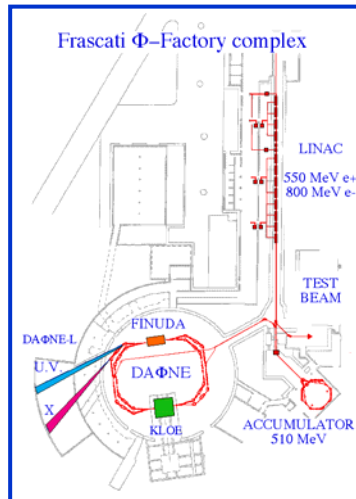 Frascati Φ-Factory complex
LINAC
550 MeV e+
800 MeV e-
TEST
BEAM
FINUDA
DAΦNE-L
U.V
DAΦNE
X
KLOE
ACCUMULATOR
510 MeV